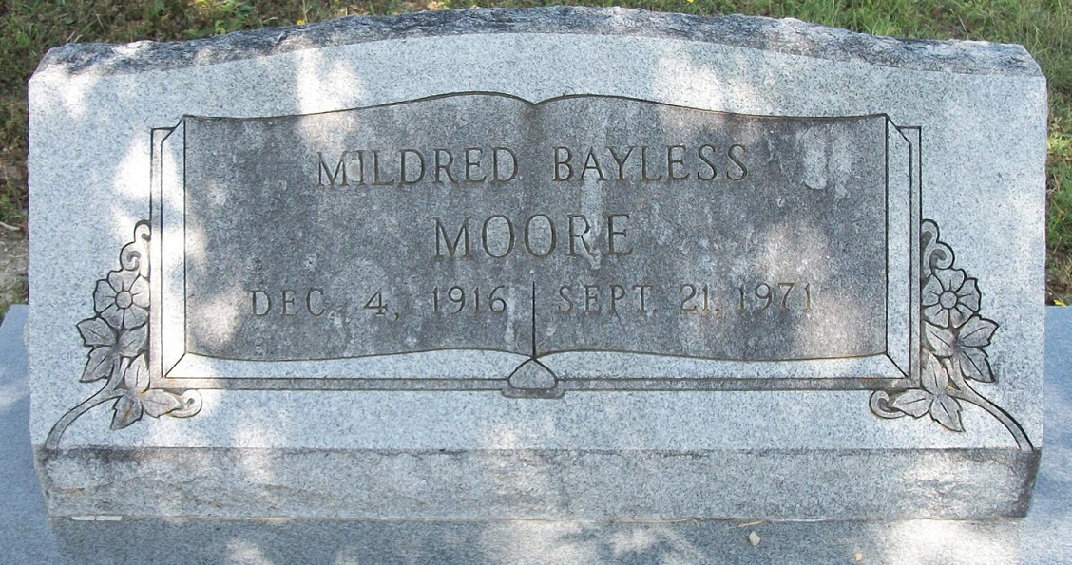 MILDRED BAYLESS
MOORE
DEC. 4, 1916 SEPT. 21, 1971